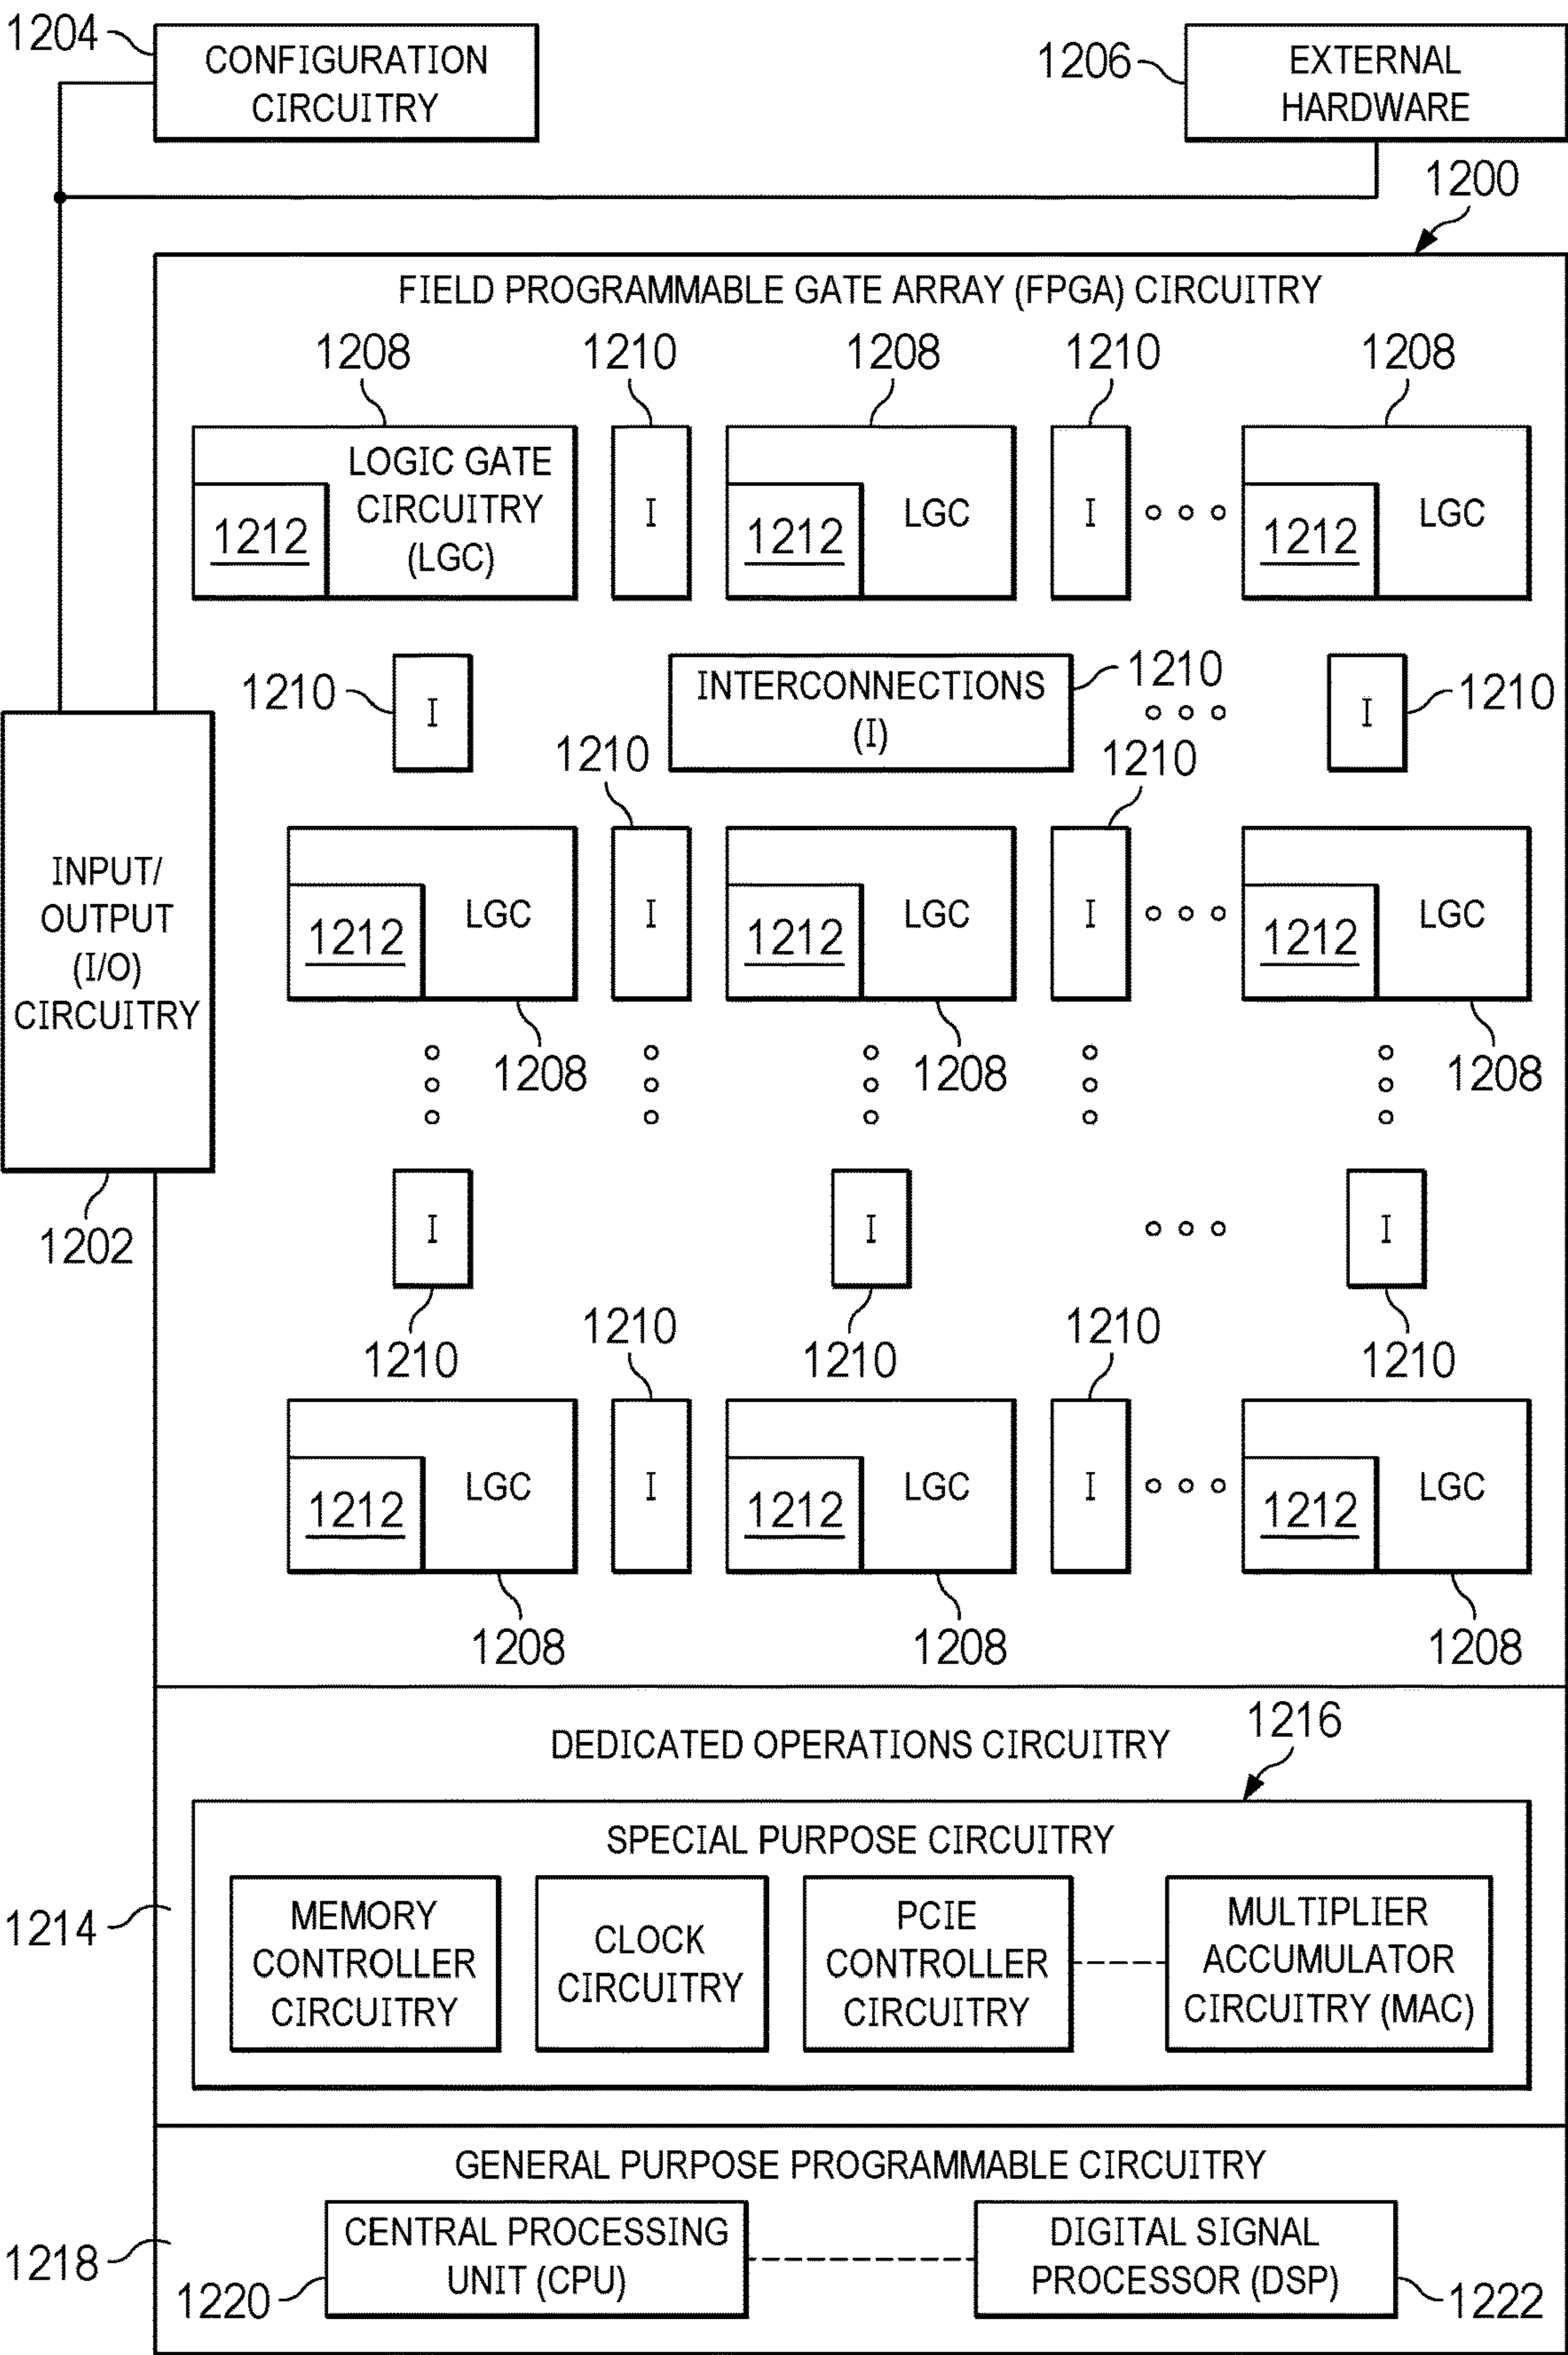 1204
CONFIGURATION
CIRCUITRY
1206
EXTERNAL
HARDWARE
1200
FIELD PROGRAMMABLE GATE ARRAY (FPGA) CIRCUITRY
1208
1210
1208
1210
1208
LOGIC GATE
CIRCUITRY
(LGC)
1212
I
1212
LGC
I
1212
LGC
1210
I
INTERCONNECTIONS
(I)
1210
I
1210
1210
1210
INPUT/
OUTPUT
(I/O)
CIRCUITRY
1202
1212
LGC
I
1212
LGC
I
1212
LGC
1208
1208
1208
I
I
I
1210
1210
1210
1210
1210
1212
LGC
I
1212
LGC
I
1212
LGC
1208
1208
1208
DEDICATED OPERATIONS CIRCUITRY
1216
SPECIAL PURPOSE CIRCUITRY
1214
MEMORY
CONTROLLER
CIRCUITRY
CLOCK
CIRCUITRY
PCIE
CONTROLLER
CIRCUITRY
MULTIPLIER
ACCUMULATOR
CIRCUITRY (MAC)
GENERAL PURPOSE PROGRAMMABLE CIRCUITRY
1218
CENTRAL PROCESSING
UNIT (CPU)
1220
DIGITAL SIGNAL
PROCESSOR (DSP)
1222